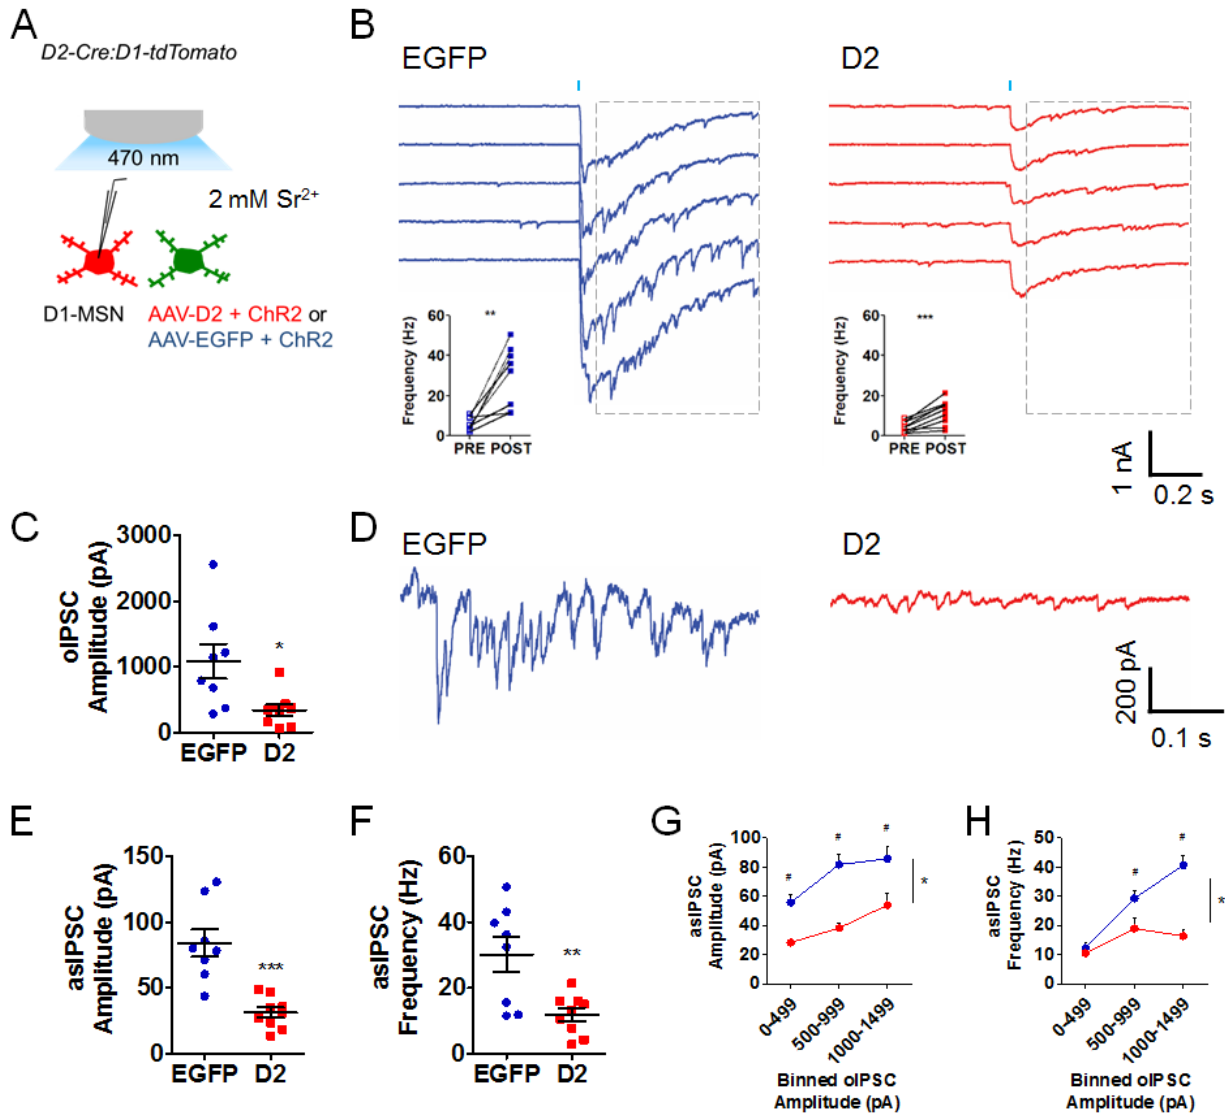 A
D2-Cre:D1-tdTomato
470 nm
2 mM Sr²⁺
D1-MSN
AAV-D2 + ChR2 or
AAV-EGFP + ChR2
B
EGFP
D2
Frequency (Hz)
60
40
20
0
**
PRE POST
Frequency (Hz)
60
40
20
0
***
PRE POST
1 nA
0.2 s
C
oIPSC
Amplitude (pA)
3000
2000
1000
0
*
EGFP D2
D
EGFP
D2
200 pA
0.1 s
E
asIPSC
Amplitude (pA)
150
100
50
0
***
EGFP D2
F
asIPSC
Frequency (Hz)
60
40
20
0
**
EGFP D2
G
asIPSC
Amplitude (pA)
100
80
60
40
20
0
#
#
#
*
0-499
500-999
1000-1499
Binned oIPSC
Amplitude (pA)
H
asIPSC
Frequency (Hz)
50
40
30
20
10
0
#
#
*
0-499
500-999
1000-1499
Binned oIPSC
Amplitude (pA)